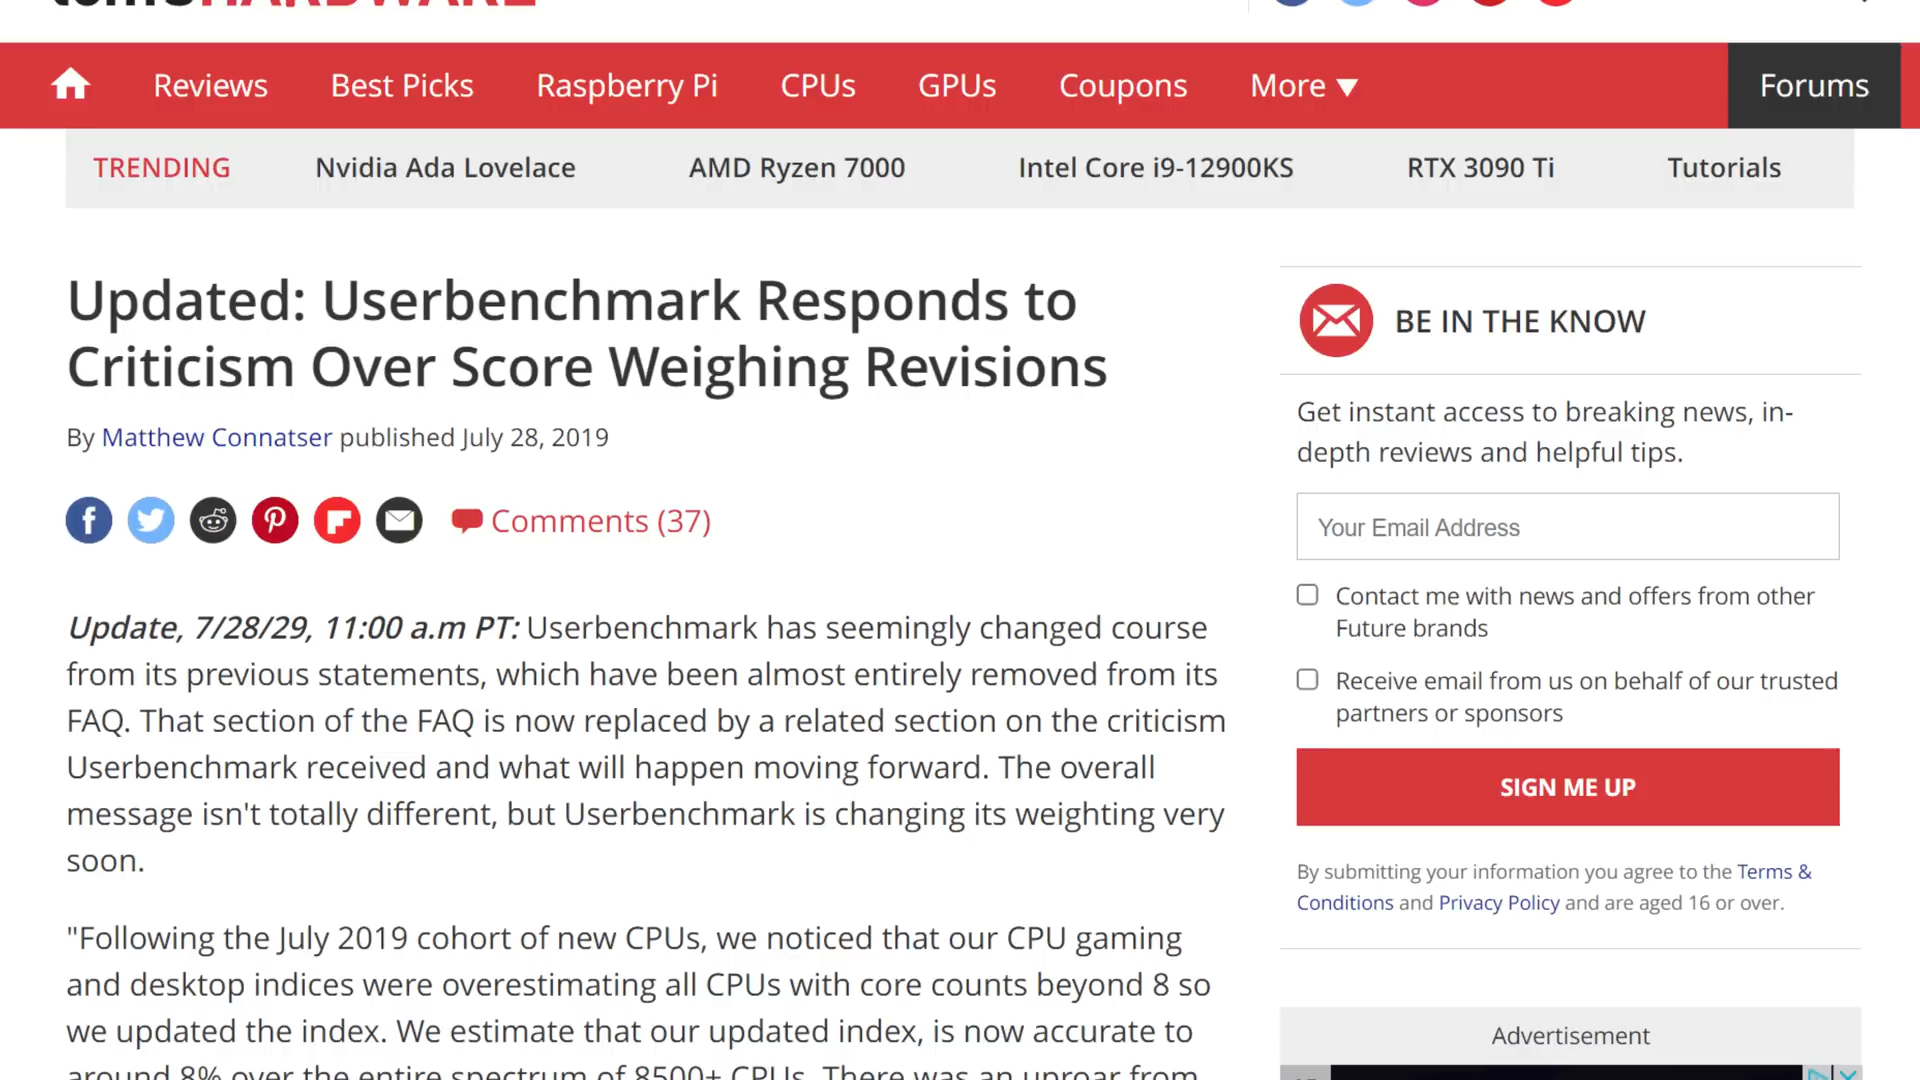 Reviews Best Picks Raspberry Pi CPUs GPUs Coupons More Forums
TRENDING Nvidia Ada Lovelace AMD Ryzen 7000 Intel Core i9-12900KS RTX 3090 Ti Tutorials
Updated: Userbenchmark Responds to
Criticism Over Score Weighing Revisions
By Matthew Connatser published July 28, 2019
Comments (37)
Update, 7/28/29, 11:00 a.m PT: Userbenchmark has seemingly changed course
from its previous statements, which have been almost entirely removed from its
FAQ. That section of the FAQ is now replaced by a related section on the criticism
Userbenchmark received and what will happen moving forward. The overall
message isn't totally different, but Userbenchmark is changing its weighting very
soon.
"Following the July 2019 cohort of new CPUs, we noticed that our CPU gaming
and desktop indices were overestimating all CPUs with core counts beyond 8 so
we updated the index. We estimate that our updated index, is now accurate to
around 8% over the entire spectrum of 8500+ CPUs. There was an uproar from
BE IN THE KNOW
Get instant access to breaking news, in-
depth reviews and helpful tips.
Your Email Address
Contact me with news and offers from other
Future brands
Receive email from us on behalf of our trusted
partners or sponsors
SIGN ME UP
By submitting your information you agree to the Terms &
Conditions and Privacy Policy and are aged 16 or over.
Advertisement